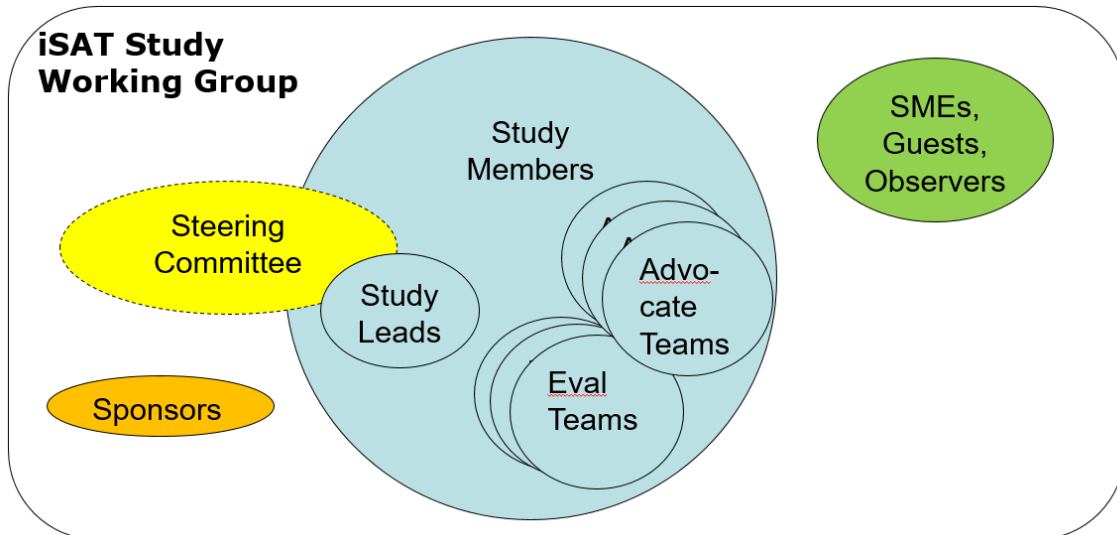 iSAT Study
Working Group
Study
Members
SMEs,
Guests,
Observers
Steering
Committee
Study
Leads
Advo-
cate
Teams
Sponsors
Eval
Teams